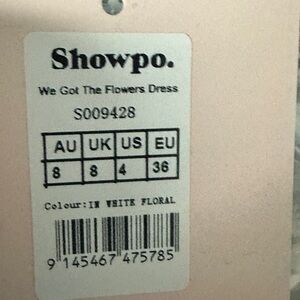 Showpo.
We Got The Flowers Dress
S009428
AU UK US EU
8 8 4 36
Colour:IN WHITE FLORAL
9 145467 475785